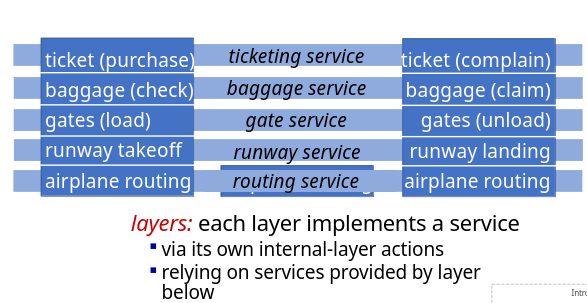 ticket (purchase) ticketing service ticket (complain)
baggage (check) baggage service baggage (claim)
gates (load) gate service gates (unload)
runway takeoff runway service runway landing
airplane routing routing service airplane routing
layers: each layer implements a service
via its own internal-layer actions
relying on services provided by layer
below